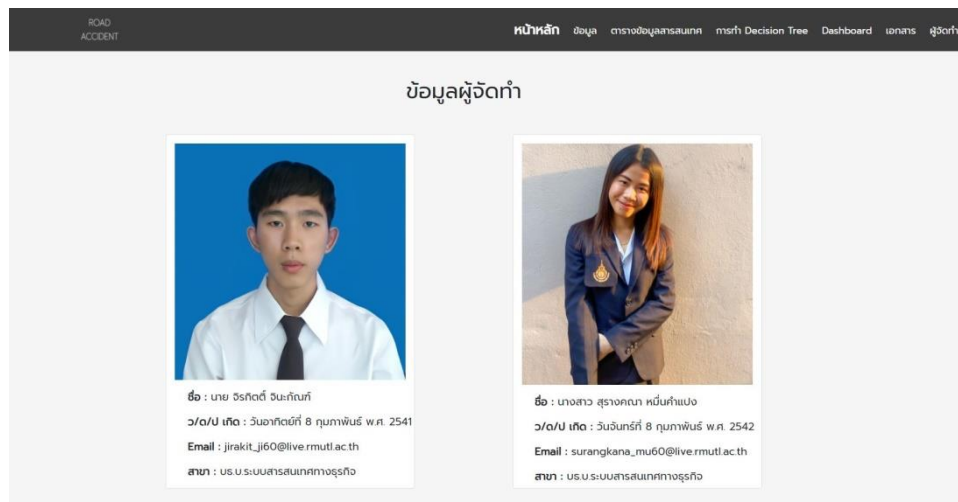 ROAD
ACCIDENT
หน้าหลัก ข้อมูล ตารางข้อมูลสารสนเทศ การทำ Decision Tree Dashboard เอกสาร ผู้จัดทำ
ข้อมูลผู้จัดทำ
ชื่อ : นาย จิรกิตติ์ จินะกัณฑ์
ว/ด/ป เกิด : วันอาทิตย์ที่ 8 กุมภาพันธ์ พ.ศ. 2541
Email : jirakit_ji60@live.rmutl.ac.th
สาขา : บธ.บ.ระบบสารสนเทศทางธุรกิจ
ชื่อ : นางสาว สุรางคณา หมื่นคำแปง
ว/ด/ป เกิด : วันจันทร์ที่ 8 กุมภาพันธ์ พ.ศ. 2542
Email : surangkana_mu60@live.rmutl.ac.th
สาขา : บธ.บ.ระบบสารสนเทศทางธุรกิจ